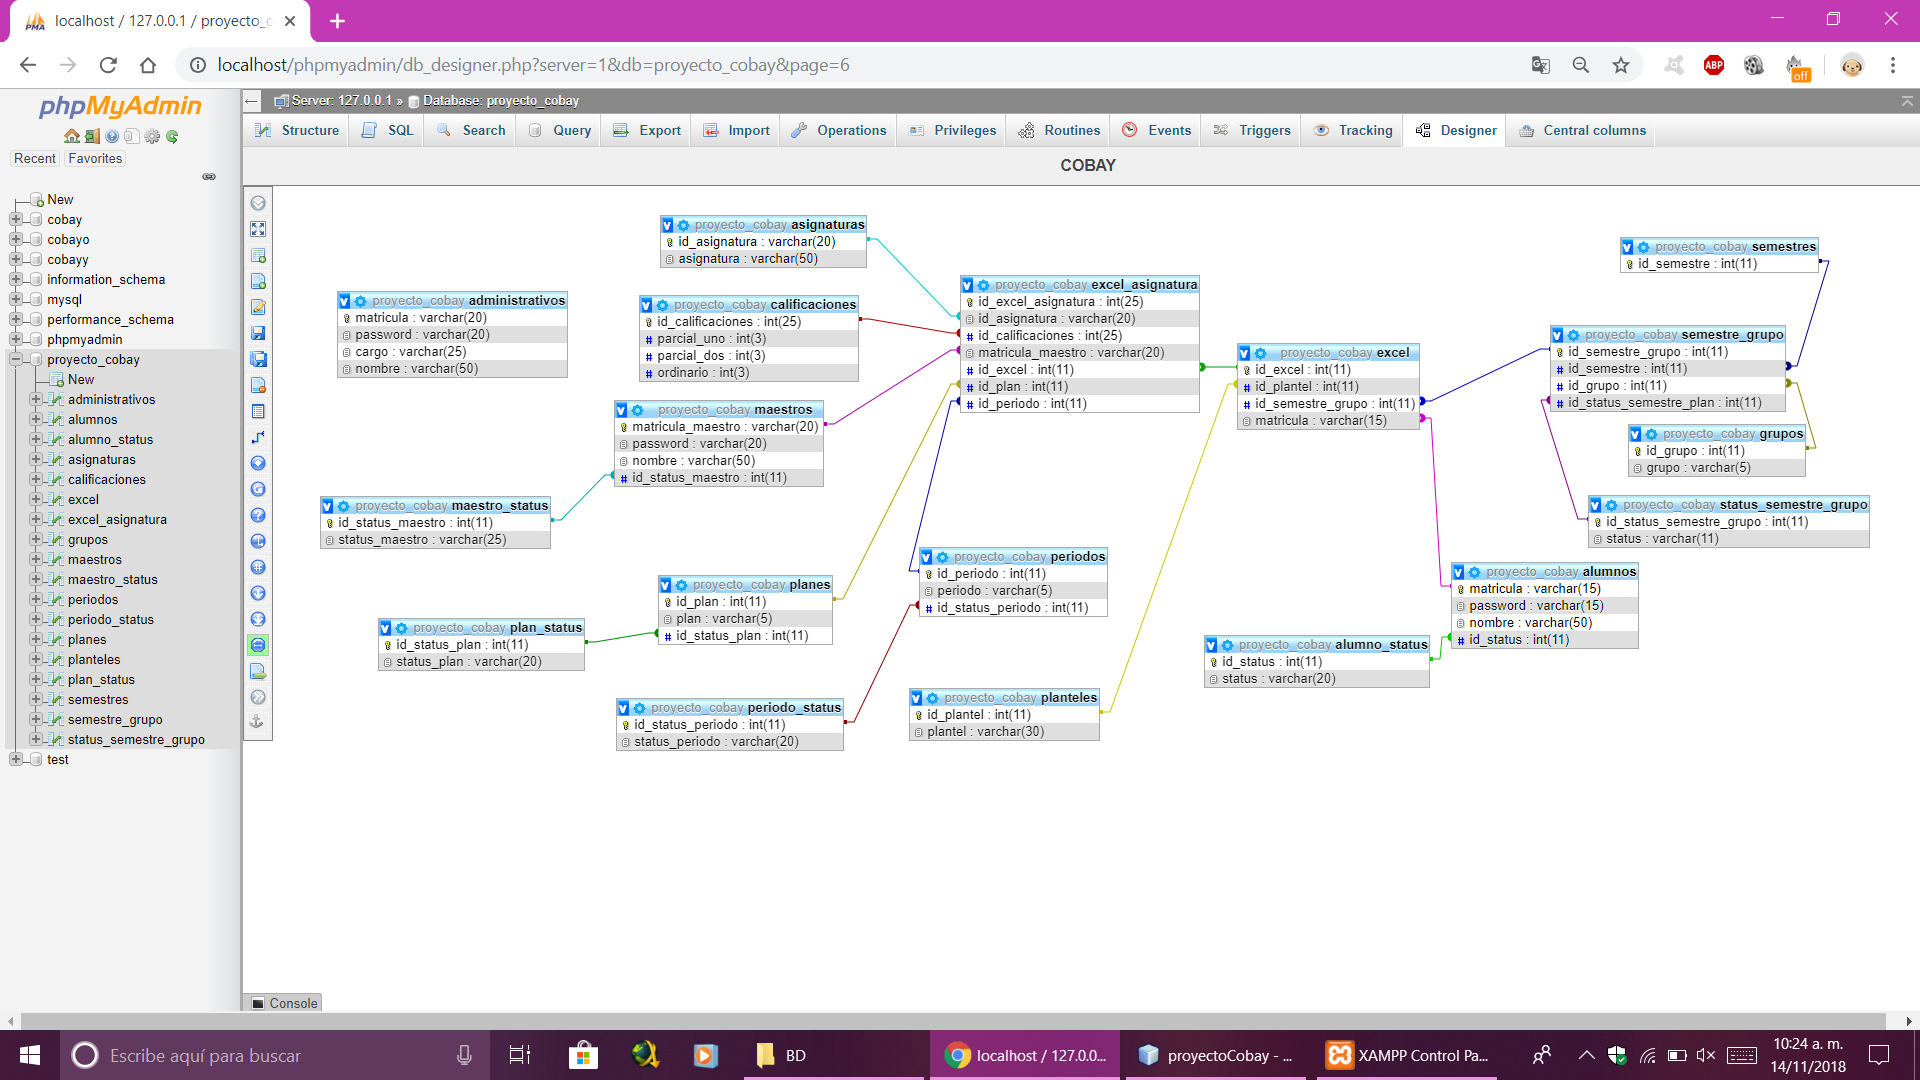 localhost / 127.0.0.1 / proyecto_c
localhost/phpmyadmin/db_designer.php?server=1&db=proyecto_cobay&page=6
ABP
off
phpMyAdmin
Recent
Favorites
New
cobay
cobayo
cobayy
information_schema
mysql
performance_schema
phpmyadmin
proyecto_cobay
New
administrativos
alumnos
alumno_status
asignaturas
calificaciones
excel
excel_asignatura
grupos
maestros
maestro_status
periodos
periodo_status
planes
planteles
plan_status
semestres
semestre_grupo
status_semestre_grupo
test
Server: 127.0.0.1 » Database: proyecto_cobay
Structure SQL Search Query Export Import Operations Privileges Routines Events Triggers Tracking Designer Central columns
COBAY
proyecto_cobay asignaturas
id_asignatura : varchar(20)
asignatura : varchar(50)
proyecto_cobay administrativos
matricula : varchar(20)
password : varchar(20)
cargo : varchar(25)
nombre : varchar(50)
proyecto_cobay calificaciones
id_calificaciones : int(25)
# parcial_uno : int(3)
# parcial_dos : int(3)
# ordinario : int(3)
proyecto_cobay excel_asignatura
id_excel_asignatura : int(25)
id_asignatura : varchar(20)
# id_calificaciones : int(25)
matricula_maestro : varchar(20)
# id_excel : int(11)
# id_plan : int(11)
# id_periodo : int(11)
proyecto_cobay semestres
id_semestre : int(11)
proyecto_cobay semestre_grupo
id_semestre_grupo : int(11)
# id_semestre : int(11)
# id_grupo : int(11)
# id_status_semestre_plan : int(11)
proyecto_cobay excel
id_excel : int(11)
# id_plantel : int(11)
# id_semestre_grupo : int(11)
matricula : varchar(15)
proyecto_cobay maestros
matricula_maestro : varchar(20)
password : varchar(20)
nombre : varchar(50)
# id_status_maestro : int(11)
proyecto_cobay grupos
id_grupo : int(11)
grupo : varchar(5)
proyecto_cobay maestro_status
id_status_maestro : int(11)
status_maestro : varchar(25)
proyecto_cobay status_semestre_grupo
id_status_semestre_grupo : int(11)
status : varchar(11)
proyecto_cobay periodos
id_periodo : int(11)
periodo : varchar(5)
# id_status_periodo : int(11)
proyecto_cobay alumnos
matricula : varchar(15)
password : varchar(15)
nombre : varchar(50)
# id_status : int(11)
proyecto_cobay planes
id_plan : int(11)
plan : varchar(5)
# id_status_plan : int(11)
proyecto_cobay plan_status
id_status_plan : int(11)
status_plan : varchar(20)
proyecto_cobay alumno_status
id_status : int(11)
status : varchar(20)
proyecto_cobay planteles
id_plantel : int(11)
plantel : varchar(30)
proyecto_cobay periodo_status
id_status_periodo : int(11)
status_periodo : varchar(20)
Console
Escribe aquí para buscar
BD
localhost / 127.0.0...
proyectoCobay - ...
XAMPP Control Pa...
10:24 a. m.
14/11/2018